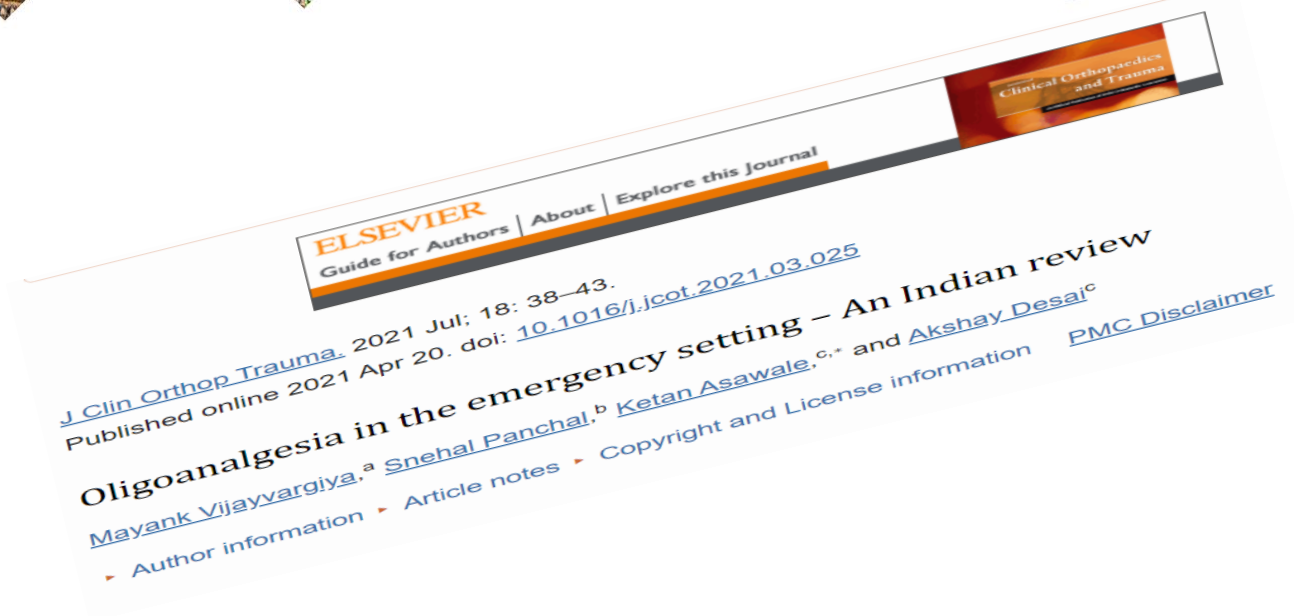 Clinical Orthopaedics
and Trauma
ELSEVIER
Guide for Authors | About | Explore this Journal
J Clin Orthop Trauma. 2021 Jul; 18: 38–43.
Published online 2021 Apr 20. doi: 10.1016/j.jcot.2021.03.025
Oligoanalgesia in the emergency setting – An Indian review
Mayank Vijayvargiya,a Snehal Panchal,b Ketan Asawale,c,* and Akshay Desaic
▸ Author information ▸ Article notes ▸ Copyright and License information PMC Disclaimer